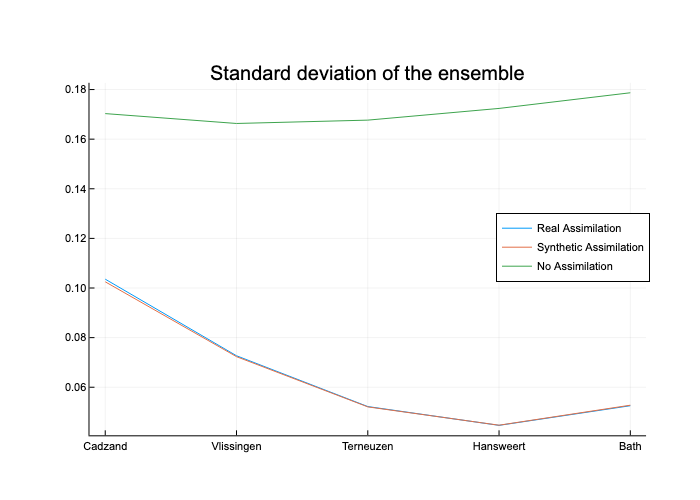 Standard deviation of the ensemble
0.18
0.16
0.14
0.12
0.10
0.08
0.06
Real Assimilation
Synthetic Assimilation
No Assimilation
Cadzand Vlissingen Terneuzen Hansweert Bath